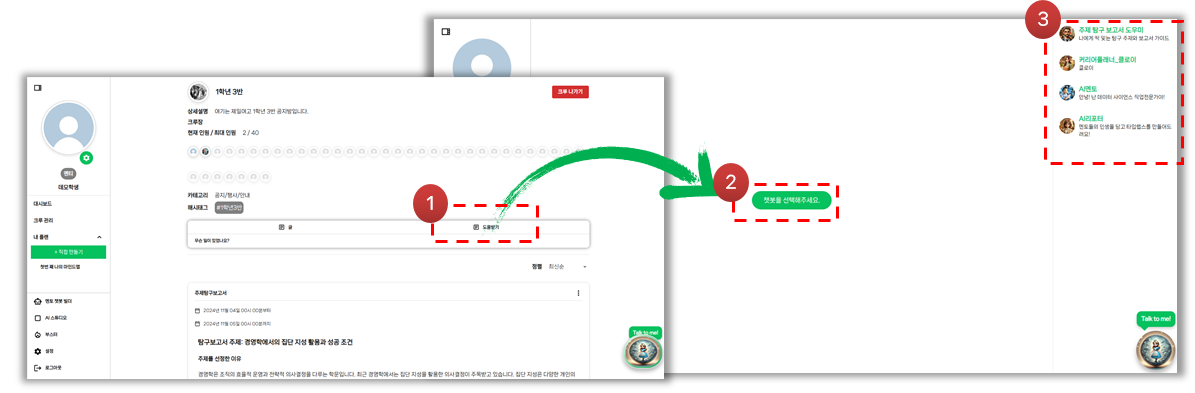 1학년 3반
크루 나가기
상세설명 여기는 제일여고 1학년 3반 공지방입니다.
크루장
현재 인원 / 최대 인원 2 / 40
카테고리 공지/행사/안내
해시태그 #1학년3반
글
도움받기
무슨 일이 있었나요?
정렬 최신순
주제탐구보고서
2024년 11월 04일 00시 00분부터
2024년 11월 05일 00시 00분까지
탐구보고서 주제: 경영학에서의 집단 지성 활용과 성공 조건
주제를 선정한 이유
경영학은 조직의 효율적 운영과 전략적 의사결정을 다루는 학문입니다. 최근 경영학에서는 집단 지성을 활용한 의사결정이 주목받고 있습니다. 집단 지성은 다양한 개인의
멘티
데모학생
대시보드
크루 관리
내 플랜
+ 직접 만들기
첫번 째 나의 마인드맵
멘토 챗봇 빌더
AI 스튜디오
부스터
설정
로그아웃
Talk to me!
1
2
챗봇을 선택해주세요.
3
주제 탐구 보고서 도우미
나에게 딱 맞는 탐구 주제와 보고서 가이드
커리어플래너_클로이
클로이
AI멘토
안녕! 난 데이터 사이언스 직업전문가야!
AI리포터
멘토들의 인생을 담고 타임랩스를 만들어드
려요!
Talk to me!